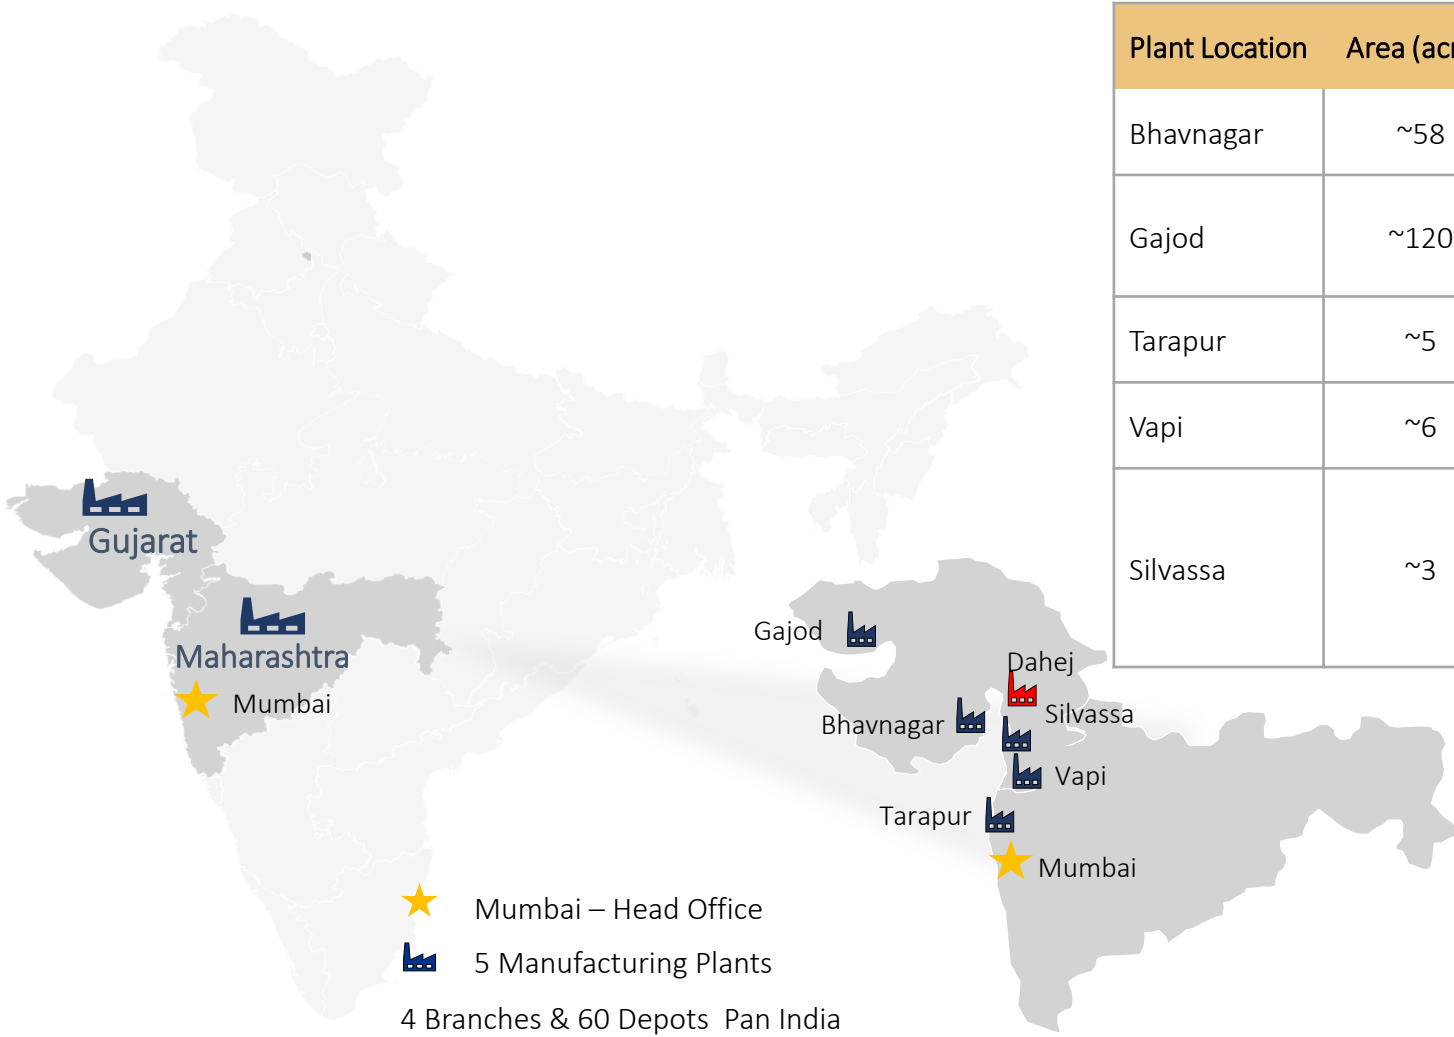 Plant Location Area (acr
Bhavnagar ~58
Gajod ~120
Tarapur ~5
Vapi ~6
Silvassa ~3
Gujarat
Maharashtra
Mumbai
Gajod
Dahej
Silvassa
Bhavnagar
Vapi
Tarapur
Mumbai
Mumbai – Head Office
5 Manufacturing Plants
4 Branches & 60 Depots Pan India